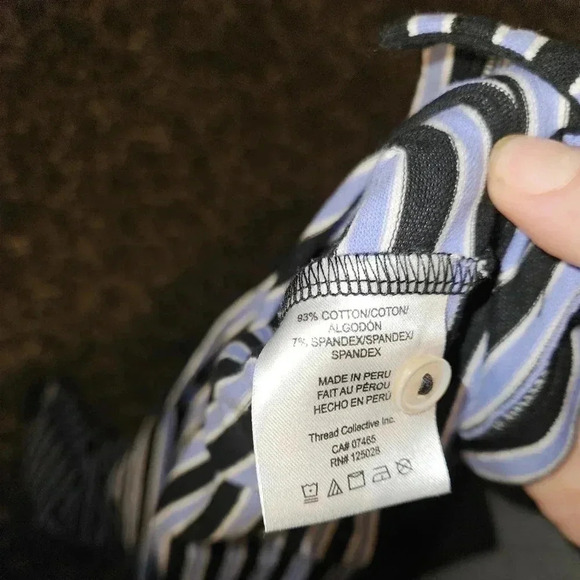 93% COTTON/COTON/
ALGODÓN
7% SPANDEX/SPANDEX/
SPANDEX
MADE IN PERU
FAIT AU PÉROU
HECHO EN PERÚ
Thread Collective Inc.
CA# 07465
RN# 125028